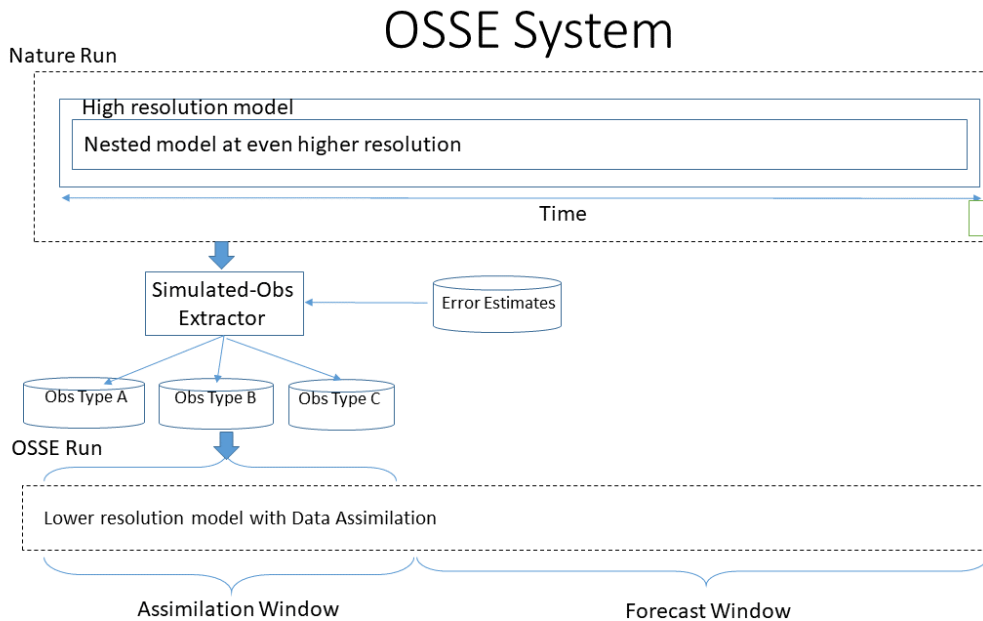 OSSE System
Nature Run
High resolution model
Nested model at even higher resolution
Time
Simulated-Obs
Extractor
Error Estimates
Obs Type A
Obs Type B
Obs Type C
OSSE Run
Lower resolution model with Data Assimilation
Assimilation Window
Forecast Window